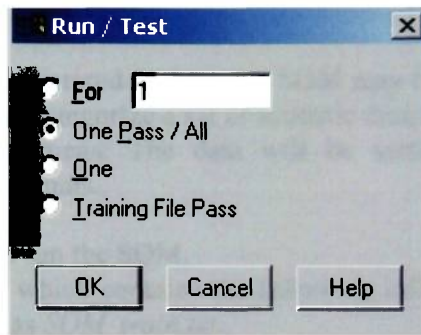 Run / Test
For 1
One Pass / All
One
Training File Pass
OK Cancel Help